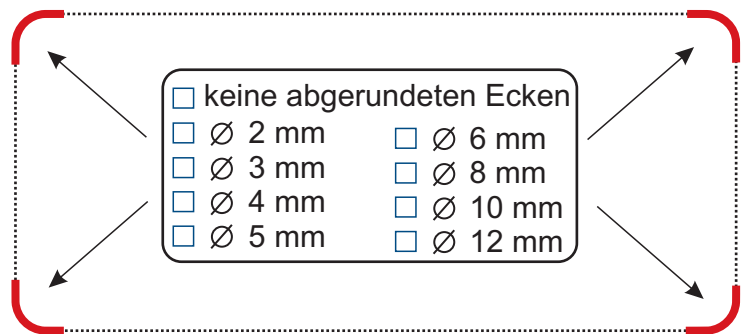 ☐ keine abgerundeten Ecken
☐ ∅ 2 mm
☐ ∅ 3 mm
☐ ∅ 4 mm
☐ ∅ 5 mm
☐ ∅ 6 mm
☐ ∅ 8 mm
☐ ∅ 10 mm
☐ ∅ 12 mm